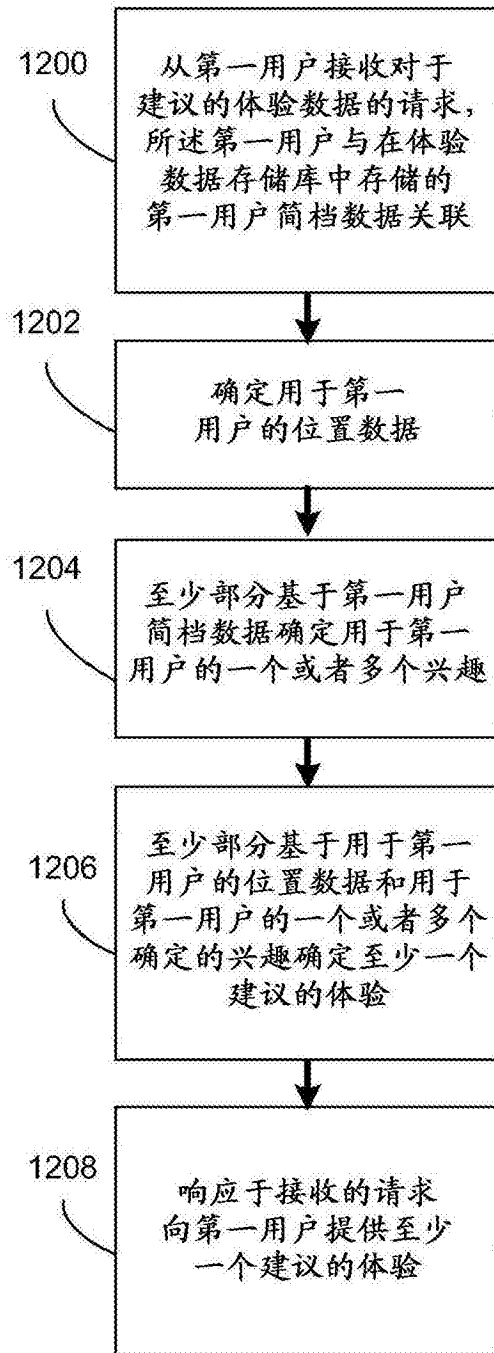 1200
从第一用户接收对于
建议的体验数据的请求，
所述第一用户与在体验
数据存储库中存储的
第一用户简档数据关联
1202
确定用于第一
用户的位置数据
1204
至少部分基于第一用户
简档数据确定用于第一
用户的一个或者多个兴趣
1206
至少部分基于用于第一
用户的位置数据和用于
第一用户的一个或者多个
确定的兴趣确定至少一个
建议的体验
1208
响应于接收的请求
向第一用户提供至少
一个建议的体验